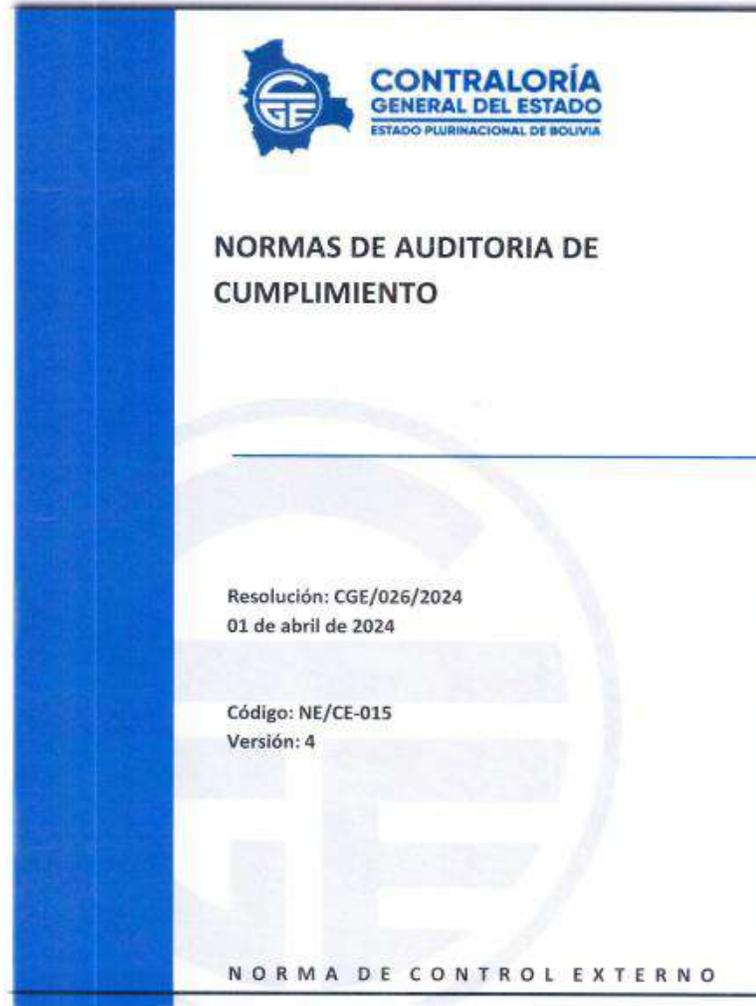 CGE
CONTRALORÍA
GENERAL DEL ESTADO
ESTADO PLURINACIONAL DE BOLIVIA
NORMAS DE AUDITORIA DE
CUMPLIMIENTO
Resolución: CGE/026/2024
01 de abril de 2024
Código: NE/CE-015
Versión: 4
NORMA DE CONTROL EXTERNO